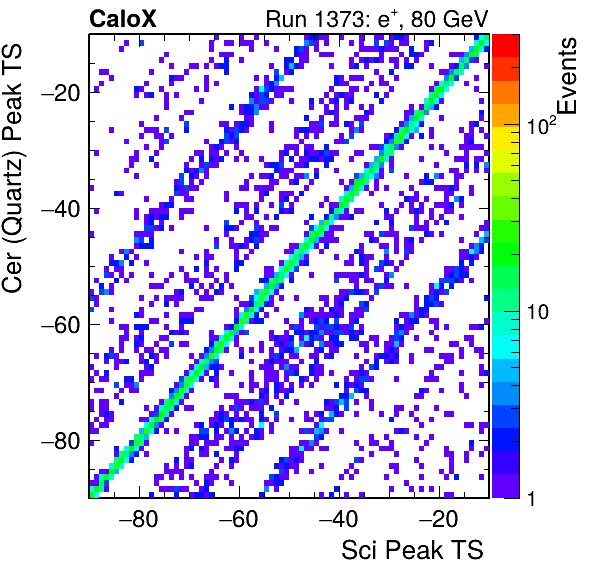 CaloX
Run 1373: e⁺, 80 GeV
Cer (Quartz) Peak TS
−20
−40
−60
−80
−80
−60
−40
−20
Sci Peak TS
Events
10²
10
1